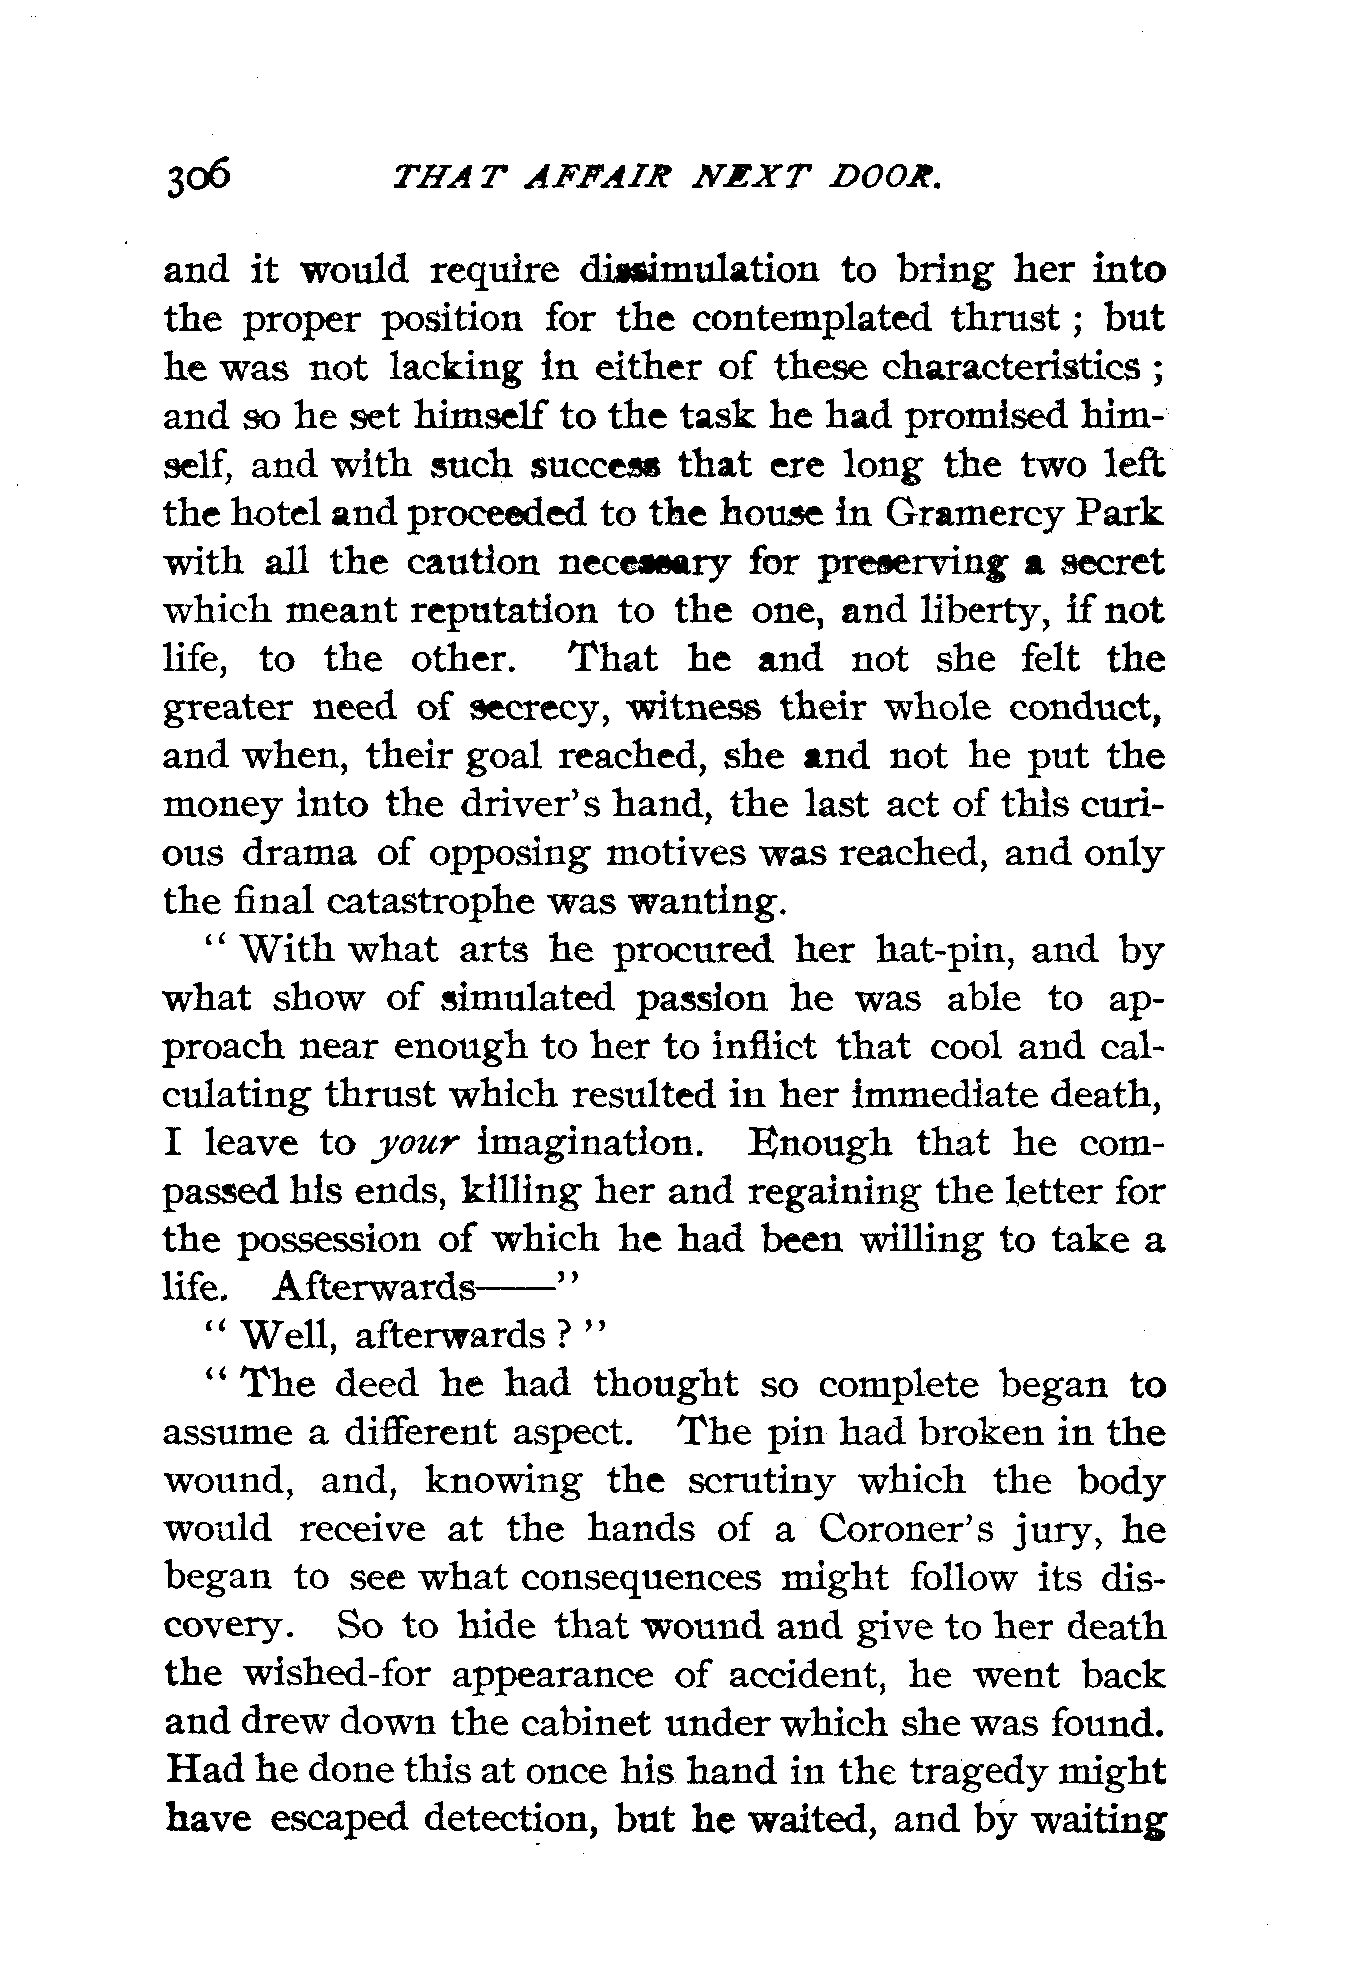 306 THAT AFFAIR NEXT DOOR.
and it would require dissimulation to bring her into
the proper position for the contemplated thrust ; but
he was not lacking in either of these characteristics ;
and so he set himself to the task he had promised him-
self, and with such success that ere long the two left
the hotel and proceeded to the house in Gramercy Park
with all the caution necessary for preserving a secret
which meant reputation to the one, and liberty, if not
life, to the other. That he and not she felt the
greater need of secrecy, witness their whole conduct,
and when, their goal reached, she and not he put the
money into the driver's hand, the last act of this curi-
ous drama of opposing motives was reached, and only
the final catastrophe was wanting.
“ With what arts he procured her hat-pin, and by
what show of simulated passion he was able to ap-
proach near enough to her to inflict that cool and cal-
culating thrust which resulted in her immediate death,
I leave to your imagination. Enough that he com-
passed his ends, killing her and regaining the letter for
the possession of which he had been willing to take a
life. Afterwards——”
“ Well, afterwards ? ”
“ The deed he had thought so complete began to
assume a different aspect. The pin had broken in the
wound, and, knowing the scrutiny which the body
would receive at the hands of a Coroner's jury, he
began to see what consequences might follow its dis-
covery. So to hide that wound and give to her death
the wished-for appearance of accident, he went back
and drew down the cabinet under which she was found.
Had he done this at once his hand in the tragedy might
have escaped detection, but he waited, and by waiting